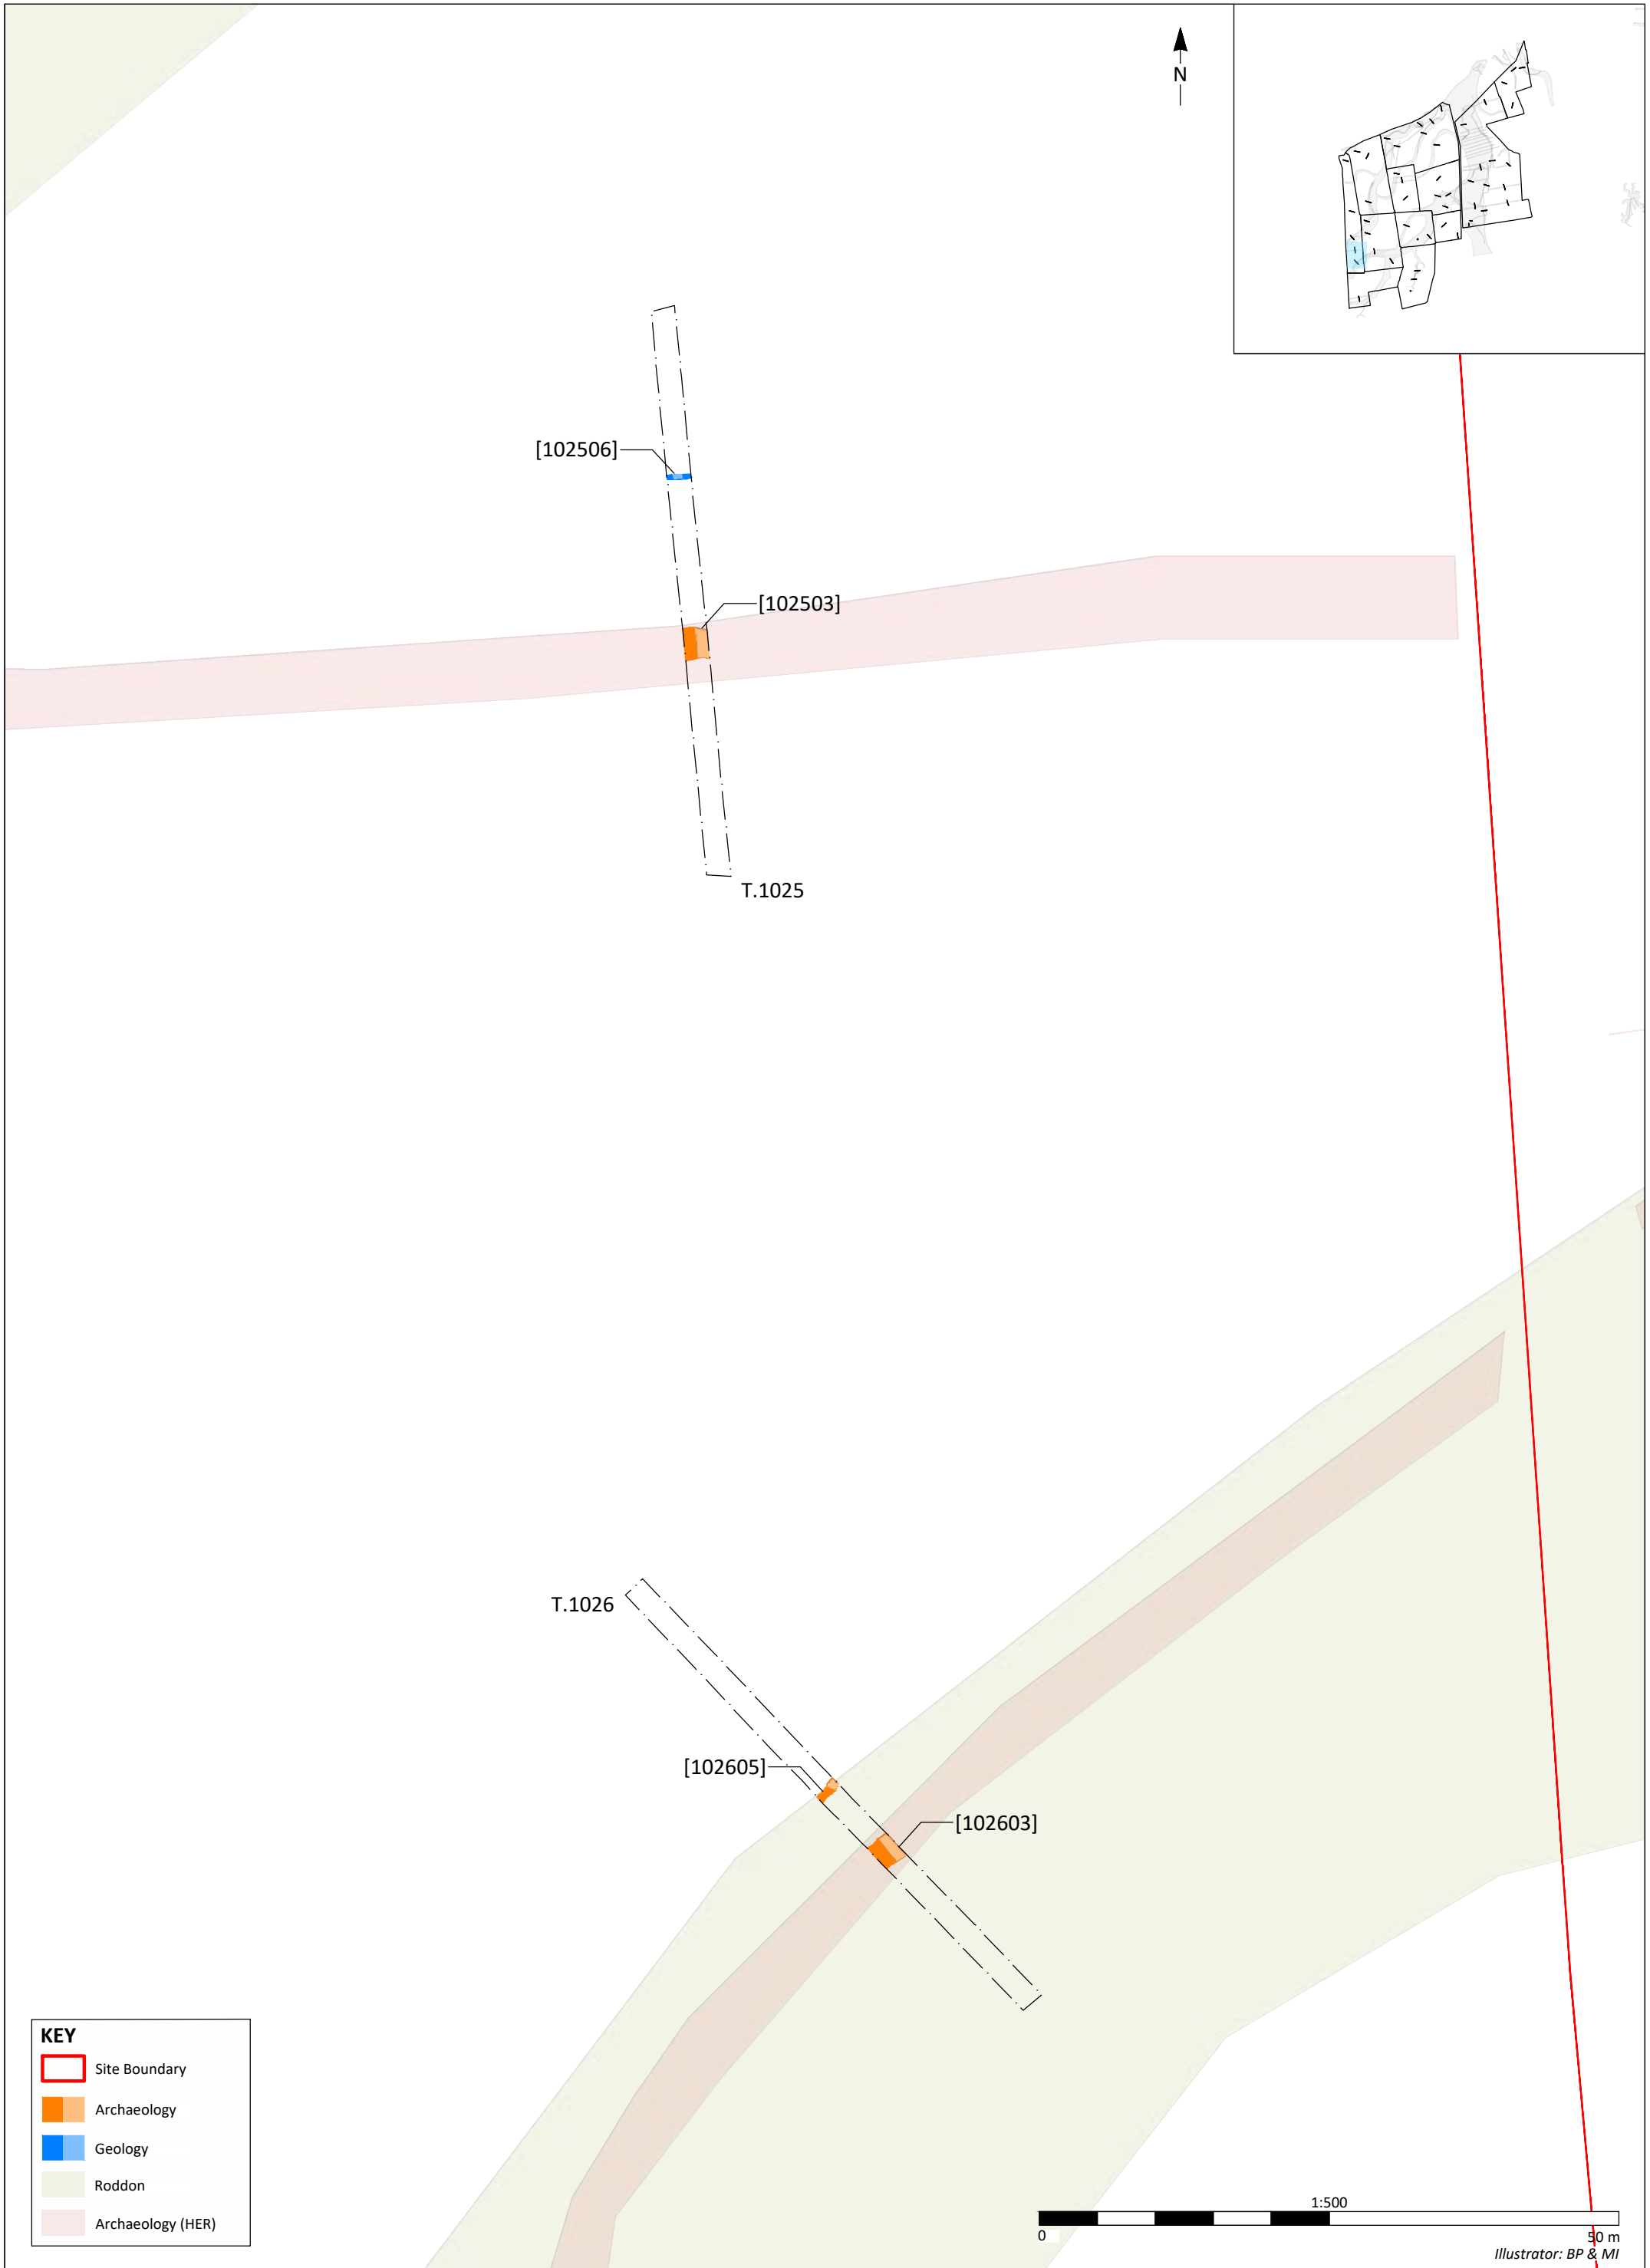 N
[102506]
[102503]
T.1025
T.1026
[102605]
[102603]
KEY
Site Boundary
Archaeology
Geology
Roddon
Archaeology (HER)
1:500
0 50 m
Illustrator: BP & MI